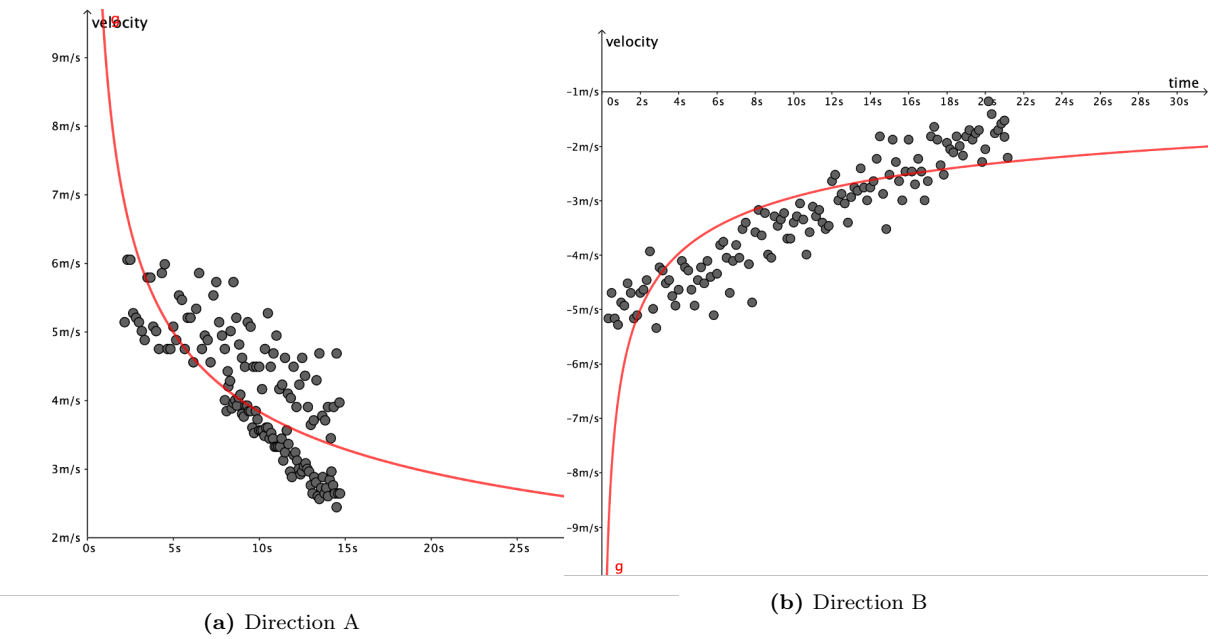 velocity
g
9m/s
8m/s
7m/s
6m/s
5m/s
4m/s
3m/s
2m/s
0s 5s 10s 15s 20s 25s
(a) Direction A
velocity
time
-1m/s
0s 2s 4s 6s 8s 10s 12s 14s 16s 18s 20s 22s 24s 26s 28s 30s
-2m/s
-3m/s
-4m/s
-5m/s
-6m/s
-7m/s
-8m/s
-9m/s
g
(b) Direction B